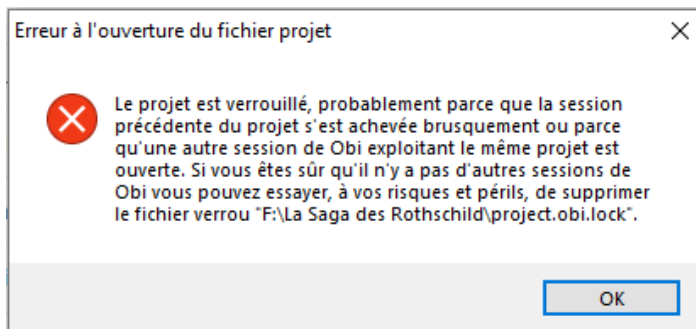 Erreur à l'ouverture du fichier projet
Le projet est verrouillé, probablement parce que la session
précédente du projet s'est achevée brusquement ou parce
qu'une autre session de Obi exploitant le même projet est
ouverte. Si vous êtes sûr qu'il n'y a pas d'autres sessions de
Obi vous pouvez essayer, à vos risques et périls, de supprimer
le fichier verrou "F:\La Saga des Rothschild\project.obi.lock".
OK